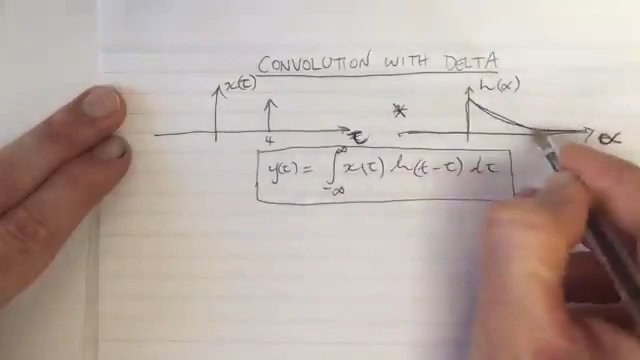 CONVOLUTION WITH DELTA
x(τ)
h(α)
*
4
τ
α
y(t) = ∫_{-∞}^{∞} x(τ) h(t-τ) dτ